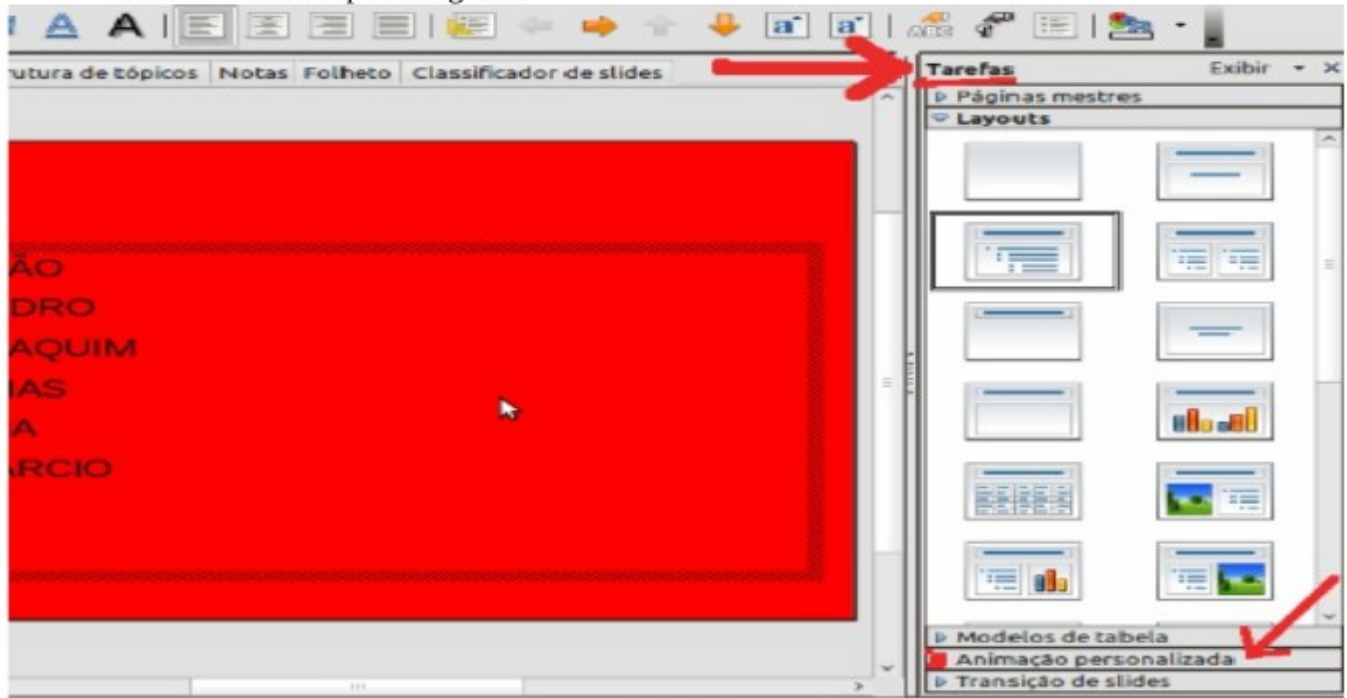 A A a a
rutura de tópicos Notas Folheto Classificador de slides
Tarefas Exibir
Páginas mestres
Layouts
ÃO
DRO
AQUIM
IAS
A
ARCIO
Modelos de tabela
Animação personalizada
Transição de slides